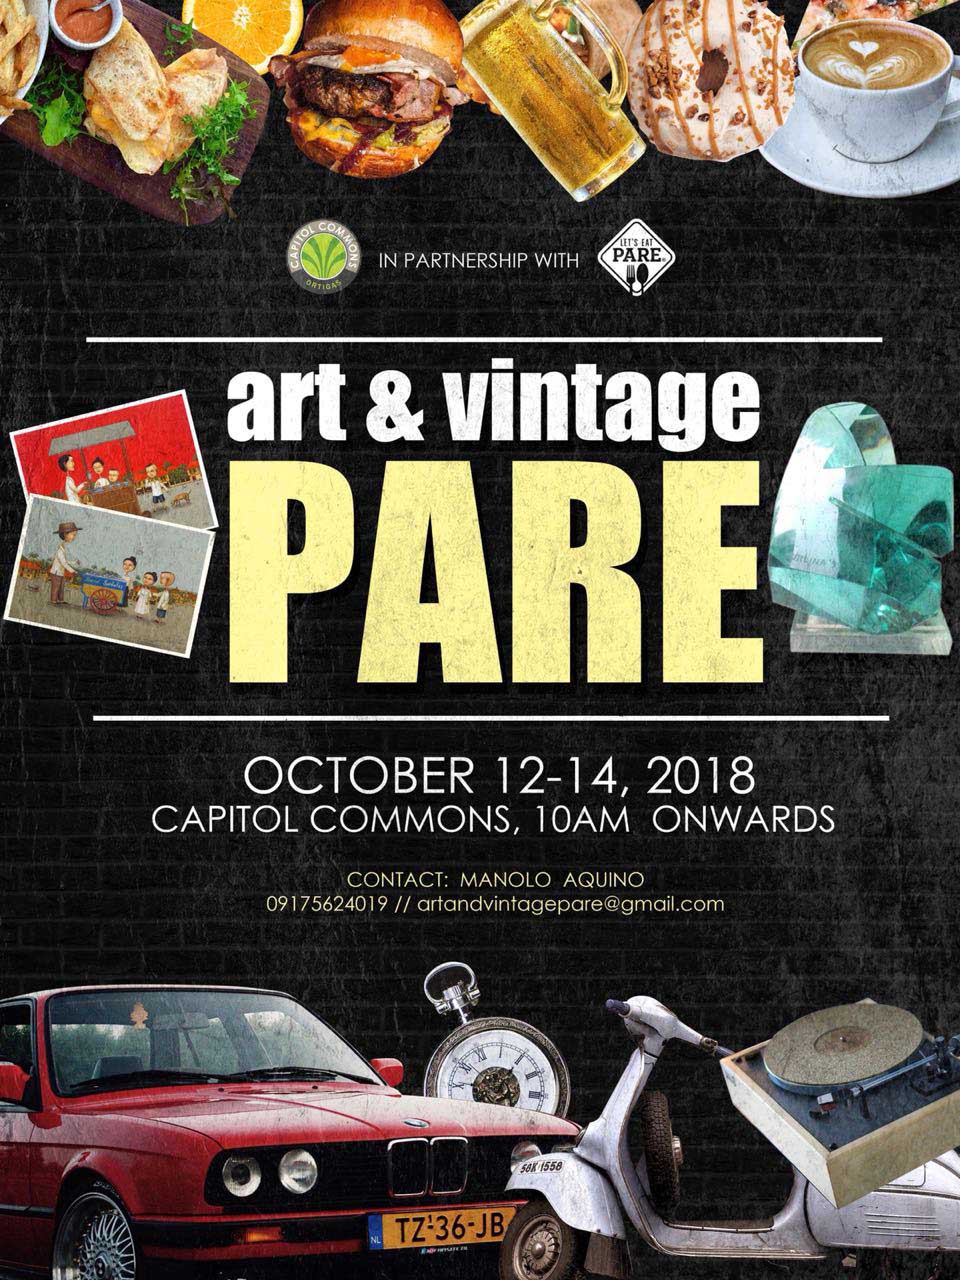 CAPITOL COMMONS
ORTIGAS
IN PARTNERSHIP WITH
LET'S EAT
PARE
art & vintage
PARE
OCTOBER 12-14, 2018
CAPITOL COMMONS, 10AM ONWARDS
CONTACT: MANOLO AQUINO
09175624019 // artandvintagepare@gmail.com
56K 1558
NL
TZ-36-JB